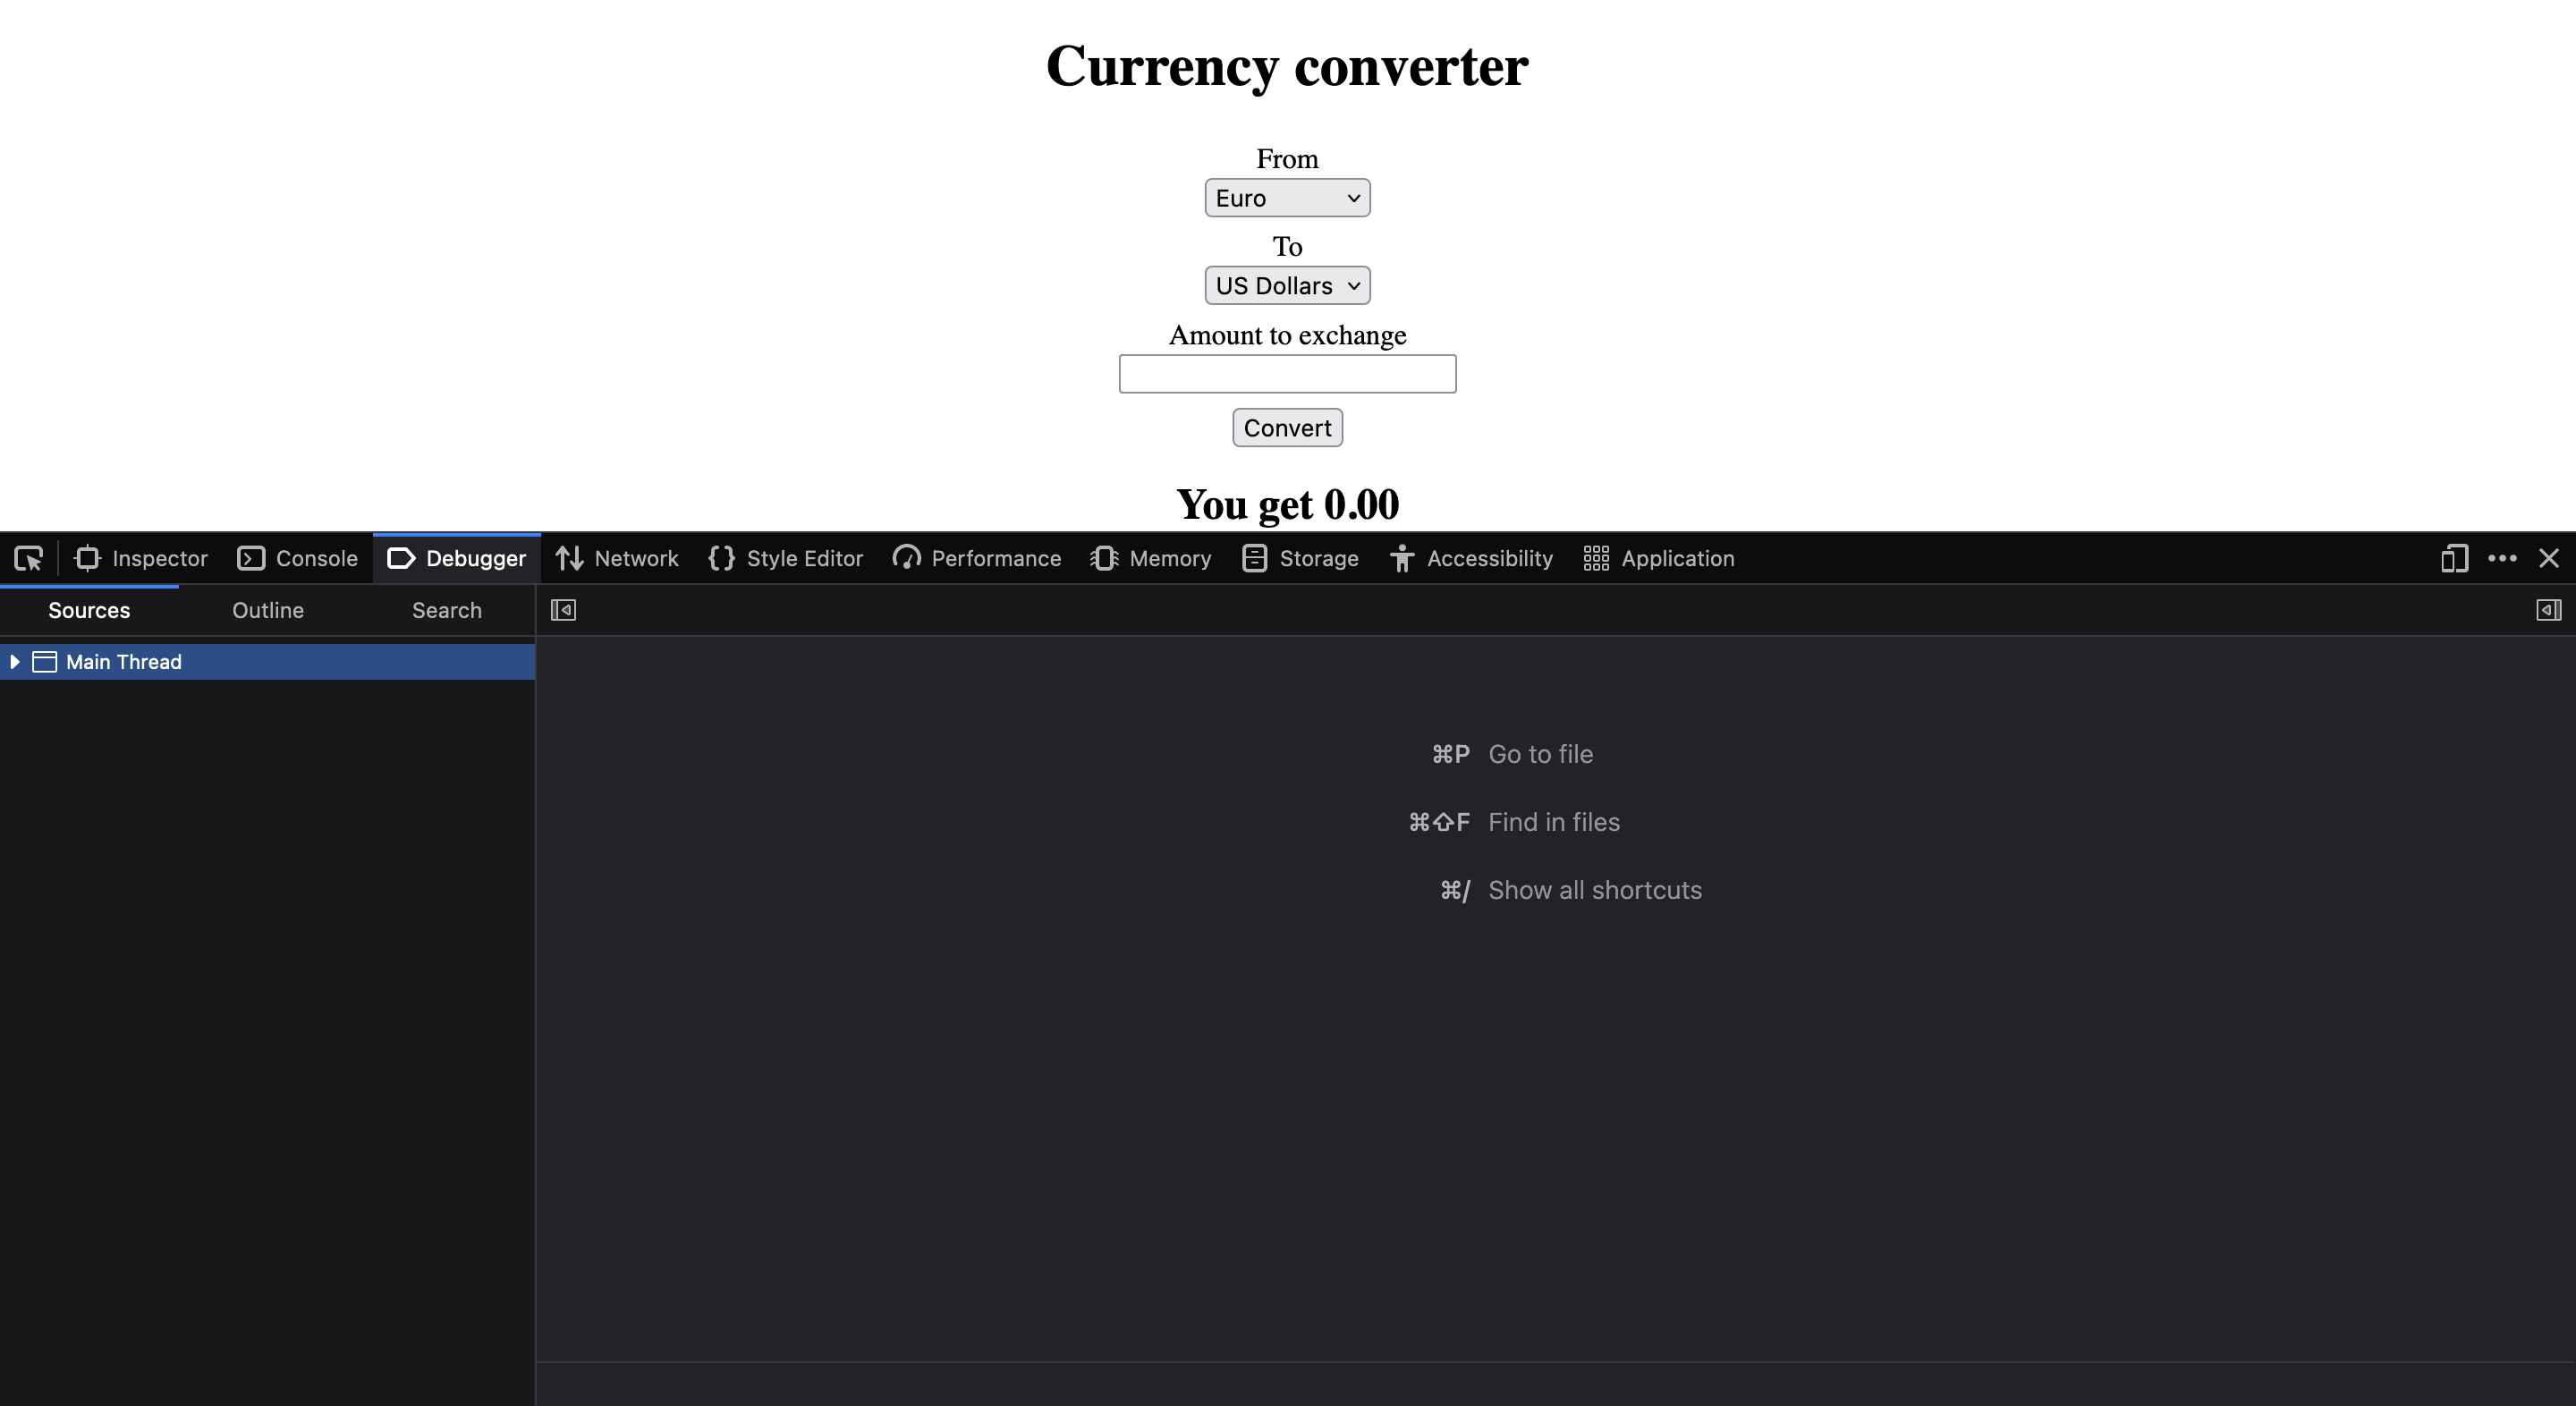 Currency converter
From
Euro
To
US Dollars
Amount to exchange
Convert
You get 0.00
Inspector Console Debugger Network Style Editor Performance Memory Storage Accessibility Application
Sources Outline Search
Main Thread
⌘P Go to file
⌘⇧F Find in files
⌘/ Show all shortcuts